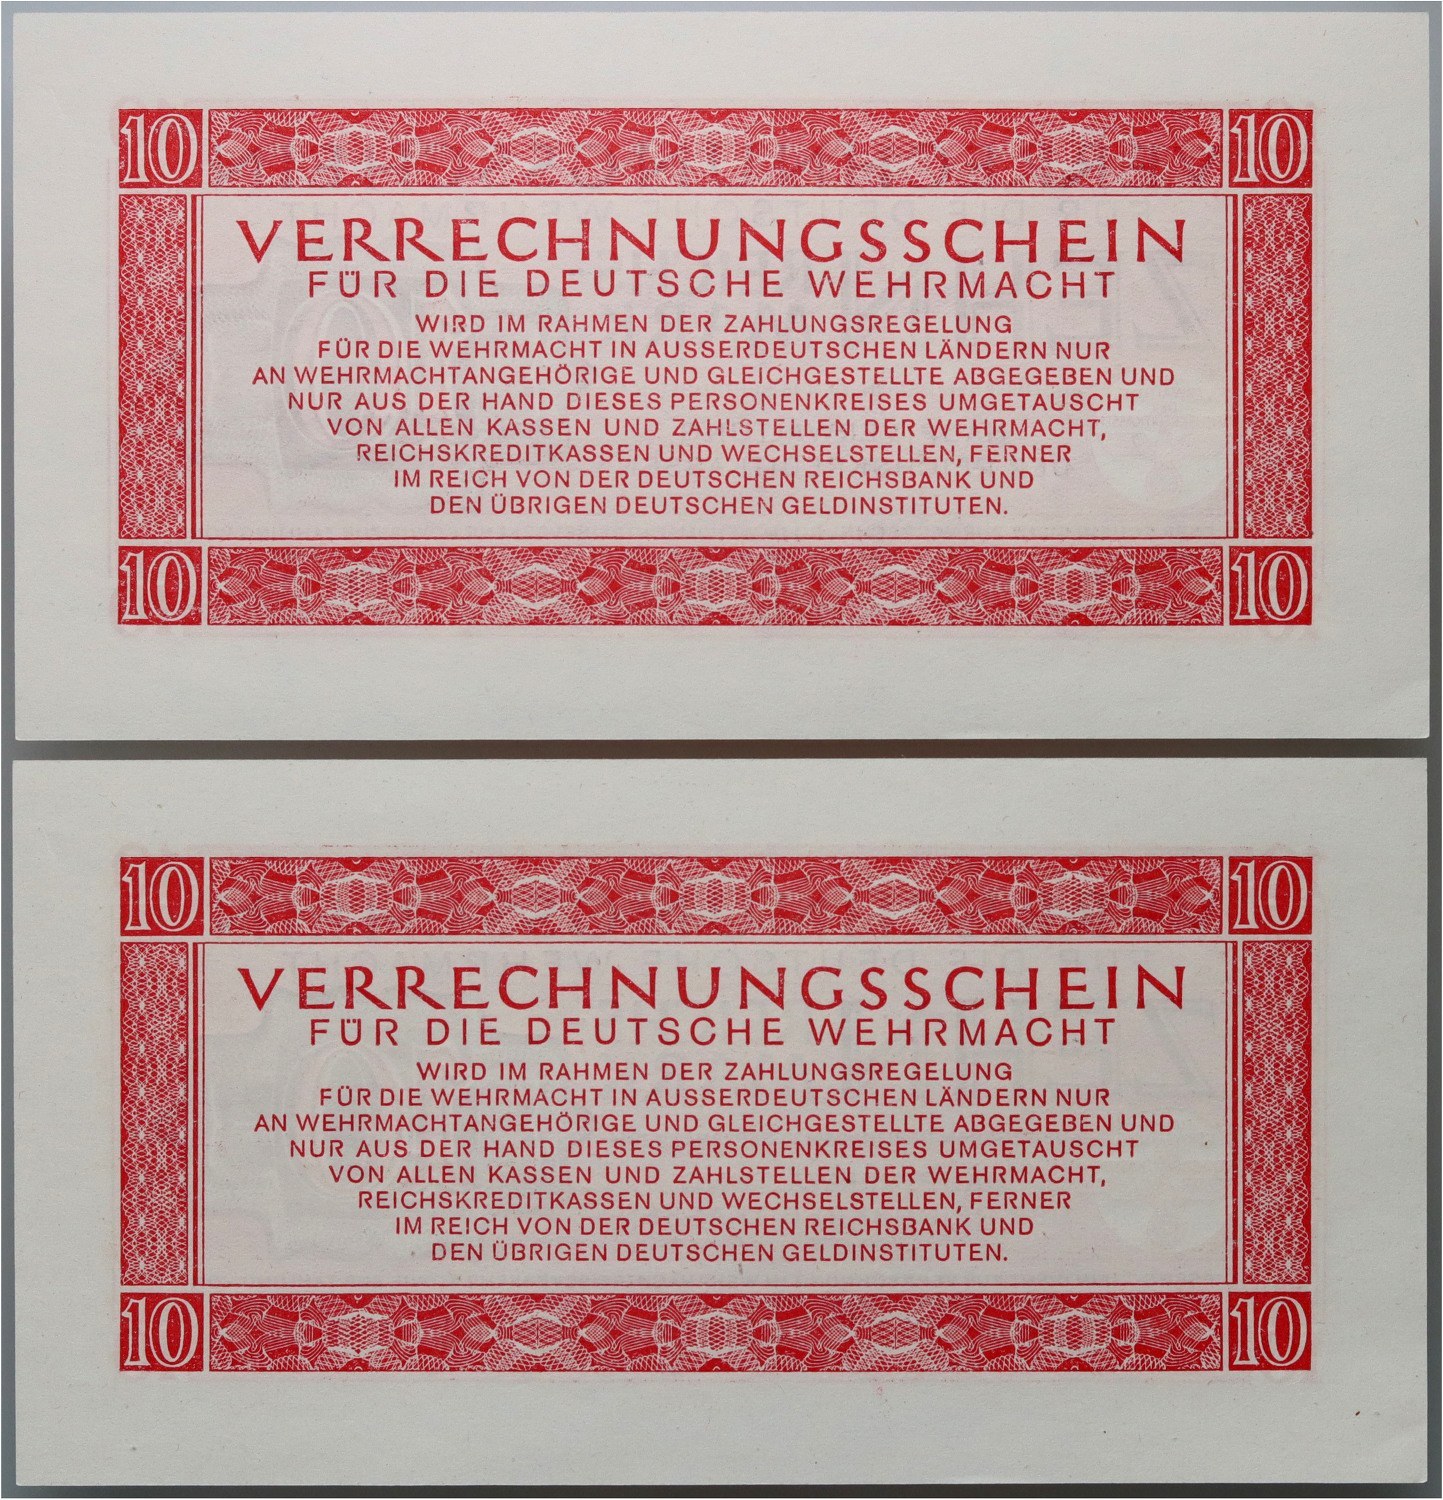 10 10
VERRECHNUNGSSCHEIN
FÜR DIE DEUTSCHE WEHRMACHT
WIRD IM RAHMEN DER ZAHLUNGSREGELUNG
FÜR DIE WEHRMACHT IN AUSSERDEUTSCHEN LÄNDERN NUR
AN WEHRMACHTANGEHÖRIGE UND GLEICHGESTELLTE ABGEGEBEN UND
NUR AUS DER HAND DIESES PERSONENKREISES UMGETAUSCHT
VON ALLEN KASSEN UND ZAHLSTELLEN DER WEHRMACHT,
REICHSKREDITKASSEN UND WECHSELSTELLEN, FERNER
IM REICH VON DER DEUTSCHEN REICHSBANK UND
DEN ÜBRIGEN DEUTSCHEN GELDINSTITUTEN.
10 10
10 10
VERRECHNUNGSSCHEIN
FÜR DIE DEUTSCHE WEHRMACHT
WIRD IM RAHMEN DER ZAHLUNGSREGELUNG
FÜR DIE WEHRMACHT IN AUSSERDEUTSCHEN LÄNDERN NUR
AN WEHRMACHTANGEHÖRIGE UND GLEICHGESTELLTE ABGEGEBEN UND
NUR AUS DER HAND DIESES PERSONENKREISES UMGETAUSCHT
VON ALLEN KASSEN UND ZAHLSTELLEN DER WEHRMACHT,
REICHSKREDITKASSEN UND WECHSELSTELLEN, FERNER
IM REICH VON DER DEUTSCHEN REICHSBANK UND
DEN ÜBRIGEN DEUTSCHEN GELDINSTITUTEN.
10 10